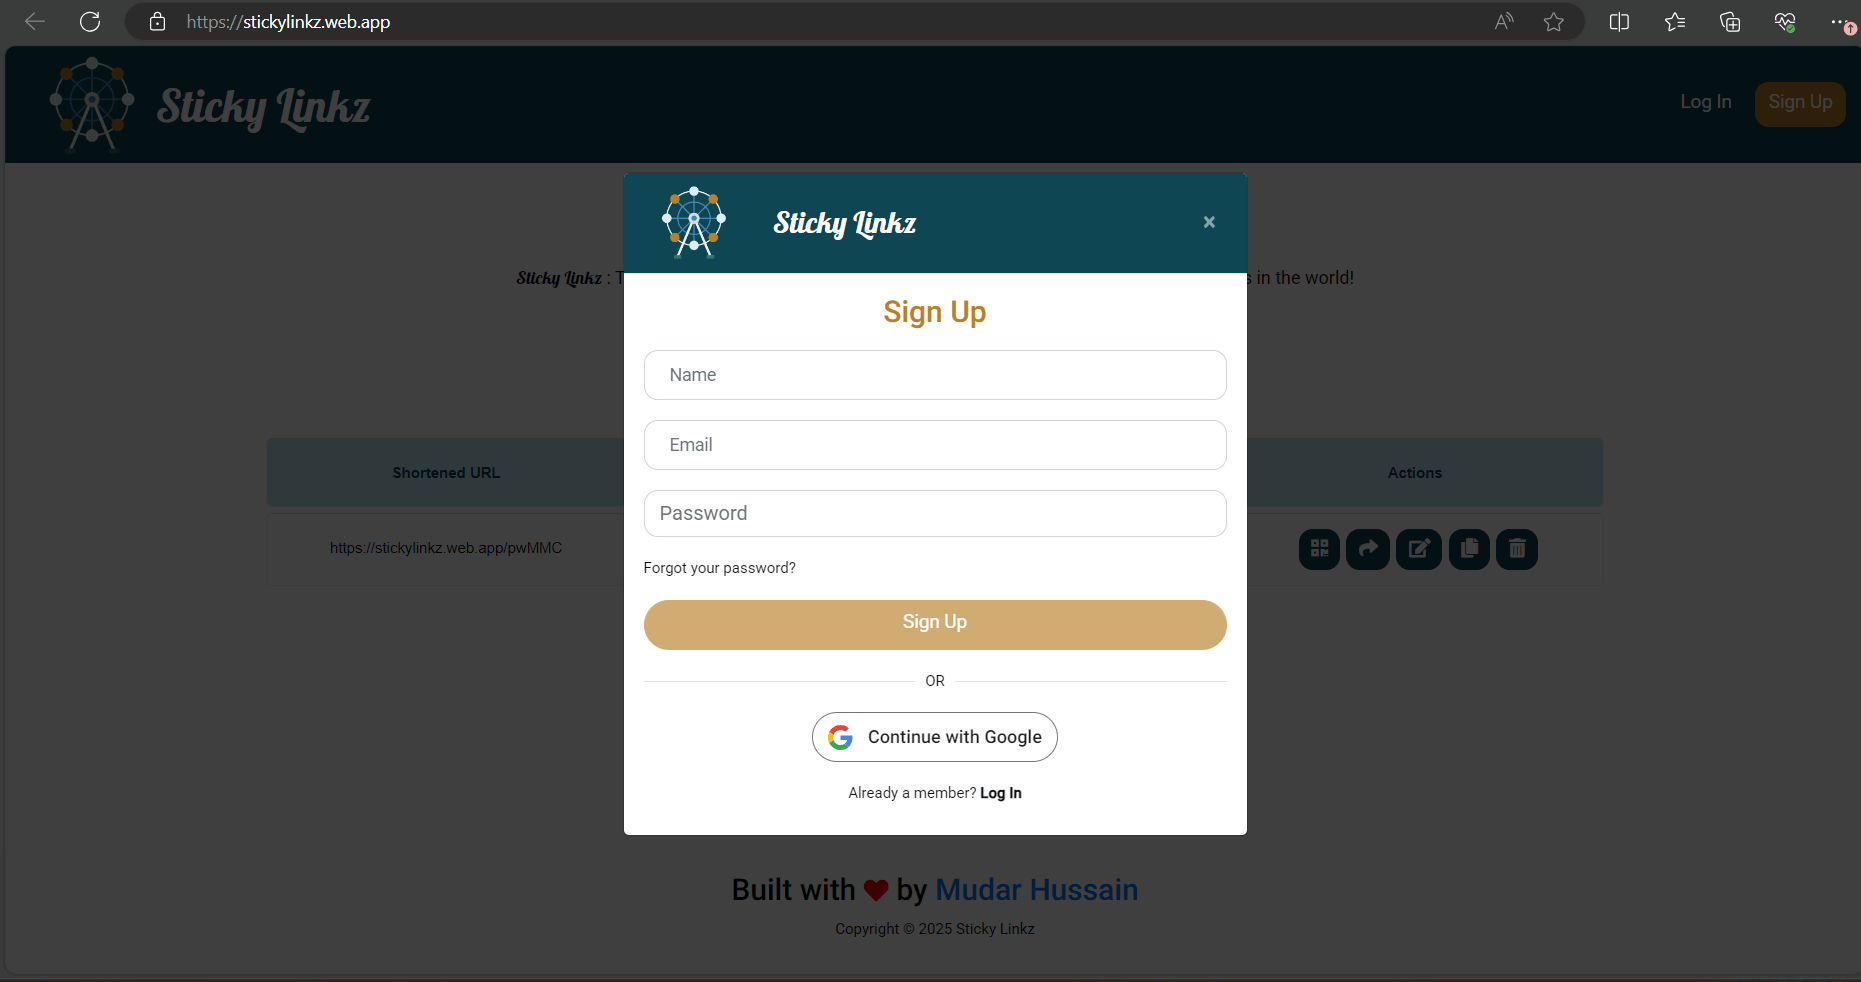 https://stickylinkz.web.app
Sticky Linkz
Log In
Sign Up
Sticky Linkz
×
Sticky Linkz :
s in the world!
Sign Up
Name
Email
Password
Forgot your password?
Sign Up
OR
Continue with Google
Already a member? Log In
Shortened URL
Actions
https://stickylinkz.web.app/pwMMC
Built with ❤ by Mudar Hussain
Copyright © 2025 Sticky Linkz